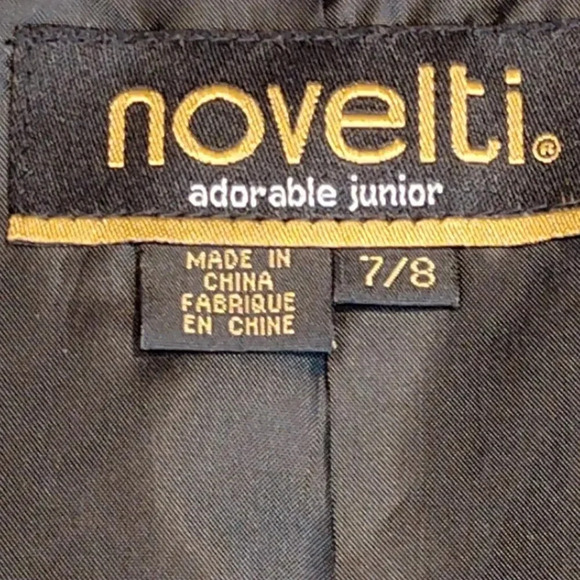 novelti®
adorable junior
MADE IN
CHINA
FABRIQUE
EN CHINE
7/8